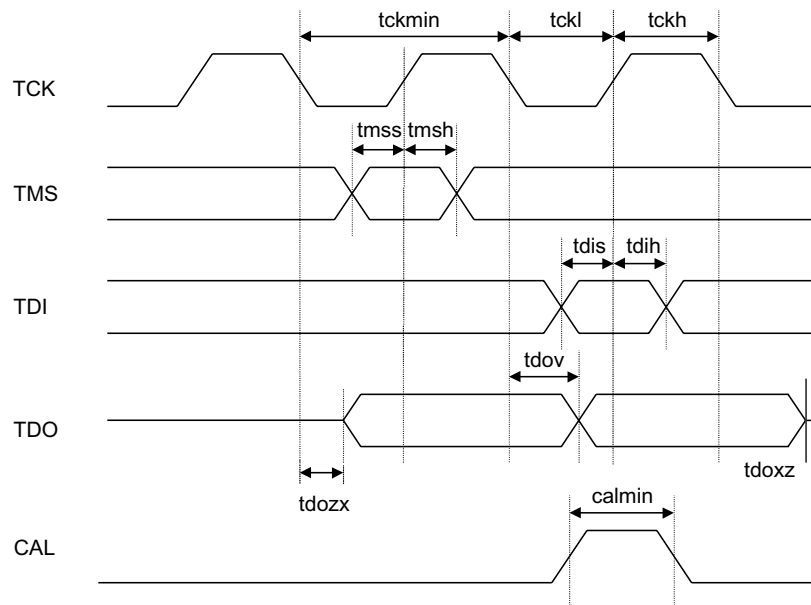 tckmin tckl tckh
TCK
tmss tmsh
TMS
tdis tdih
TDI
tdov
TDO
tdoxz
tdozx
calmin
CAL